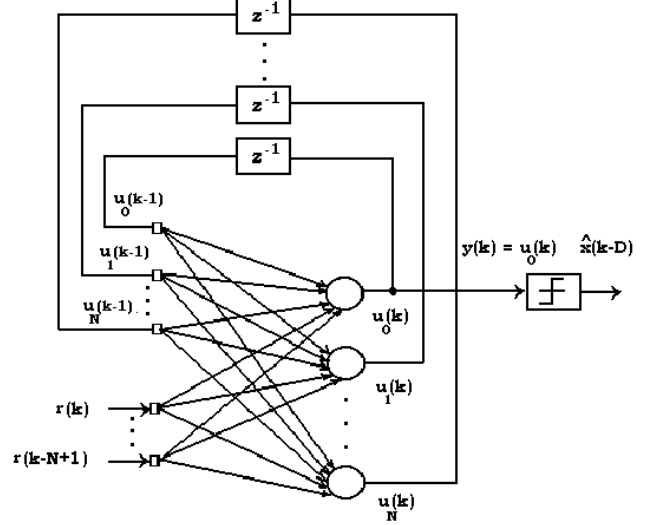 z⁻¹
z⁻¹
z⁻¹
u₀(k-1)
u₁(k-1)
u_N(k-1)
y(k) = u₀(k) x̂(k-D)
u₀(k)
u₁(k)
r(k)
r(k-N+1)
u_N(k)